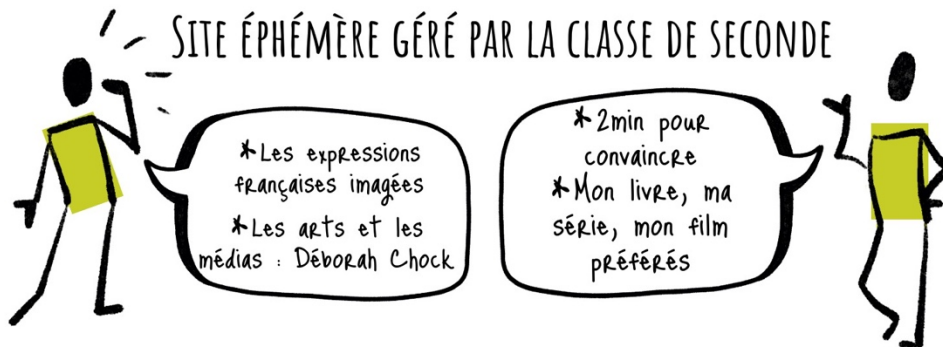 SITE ÉPHÉMÈRE GÉRÉ PAR LA CLASSE DE SECONDE
*Les expressions
françaises imagées
*Les arts et les
médias : Déborah Chock
*2min pour
convaincre
*Mon livre, ma
série, mon film
préférés